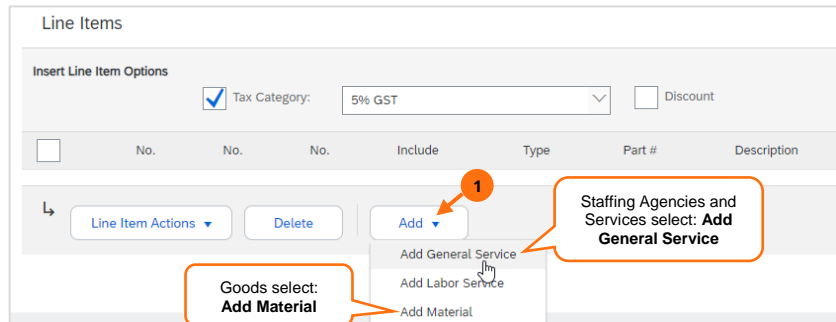 Line Items
Insert Line Item Options
Tax Category: 5% GST Discount
No. No. No. Include Type Part # Description
1
Staffing Agencies and
Services select: Add
General Service
Line Item Actions Delete Add
Add General Service
Add Labor Service
Goods select:
Add Material
Add Material